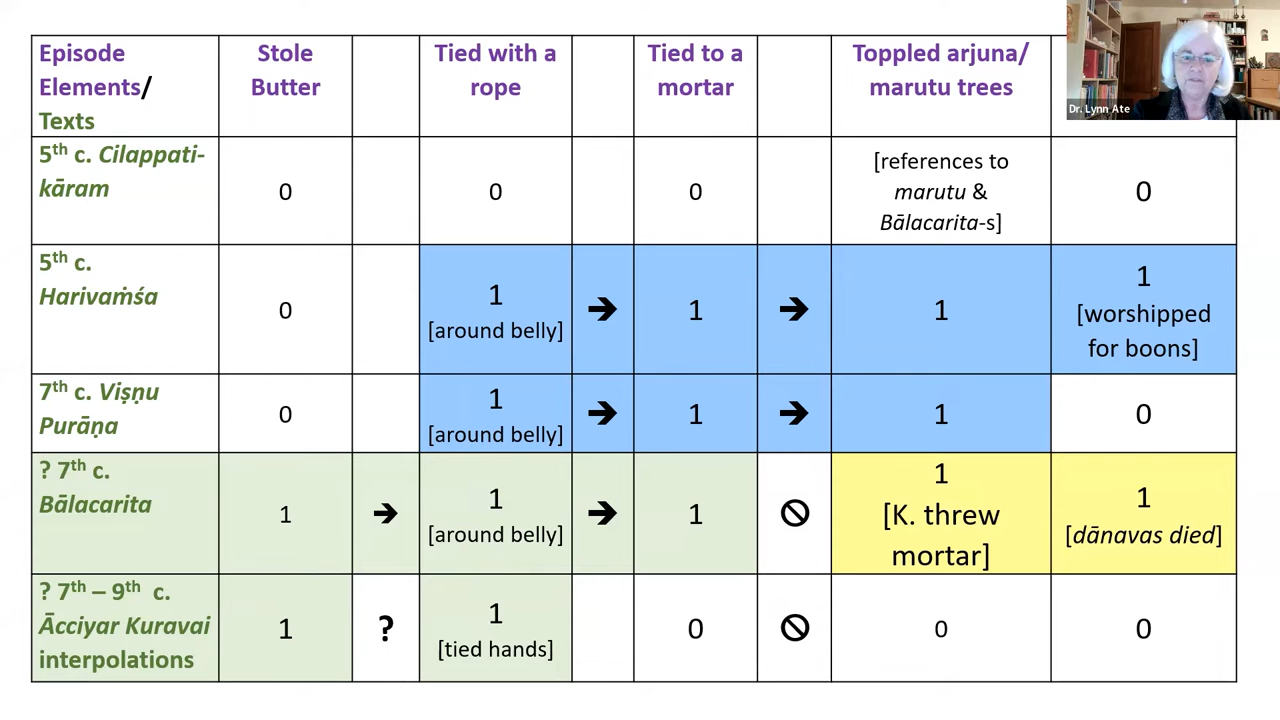 Episode
Elements/
Texts
Stole
Butter
Tied with a
rope
Tied to a
mortar
Toppled arjuna/
marutu trees
Dr. Lynn Ate
5th c. Cilappati-
kāram
0
0
0
[references to
marutu &
Bālacarita-s]
0
5th c.
Harivaṁśa
0
1
[around belly]
➔
1
➔
1
1
[worshipped
for boons]
7th c. Viṣṇu
Purāṇa
0
1
[around belly]
➔
1
➔
1
0
? 7th c.
Bālacarita
1
➔
1
[around belly]
➔
1
1
[K. threw
mortar]
1
[dānavas died]
? 7th – 9th c.
Ācciyar Kuravai
interpolations
1
?
1
[tied hands]
0
0
0